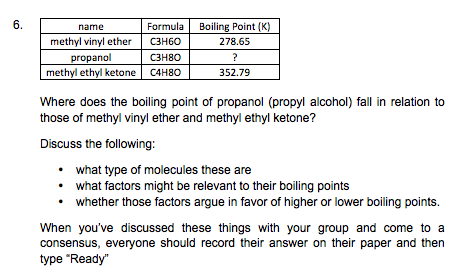 6.
name Formula Boiling Point (K)
methyl vinyl ether C3H6O 278.65
propanol C3H8O ?
methyl ethyl ketone C4H8O 352.79
Where does the boiling point of propanol (propyl alcohol) fall in relation to
those of methyl vinyl ether and methyl ethyl ketone?
Discuss the following:
• what type of molecules these are
• what factors might be relevant to their boiling points
• whether those factors argue in favor of higher or lower boiling points.
When you've discussed these things with your group and come to a
consensus, everyone should record their answer on their paper and then
type “Ready”